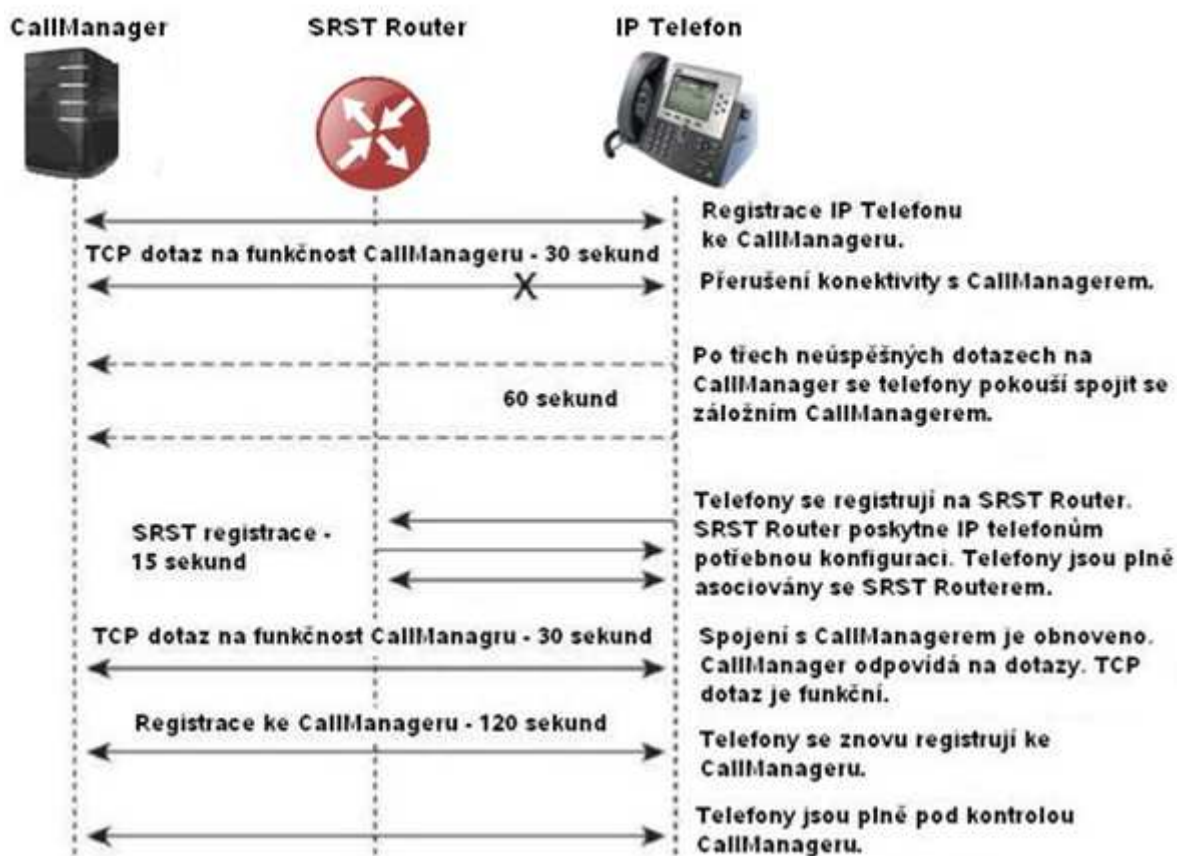 CallManager
SRST Router
IP Telefon
Registrace IP Telefonu
ke CallManageru.
TCP dotaz na funkčnost CallManageru - 30 sekund
X
Přerušení konektivity s CallManagerem.
Po třech neúspěšných dotazech na
CallManager se telefony pokouší spojit se
záložním CallManagerem.
60 sekund
Telefony se registrují na SRST Router.
SRST Router poskytne IP telefonům
potřebnou konfiguraci. Telefony jsou plně
asociovány se SRST Routerem.
SRST registrace -
15 sekund
TCP dotaz na funkčnost CallManagru - 30 sekund
Spojení s CallManagerem je obnoveno.
CallManager odpovídá na dotazy. TCP
dotaz je funkční.
Registrace ke CallManageru - 120 sekund
Telefony se znovu registrují ke
CallManageru.
Telefony jsou plně pod kontrolou
CallManageru.